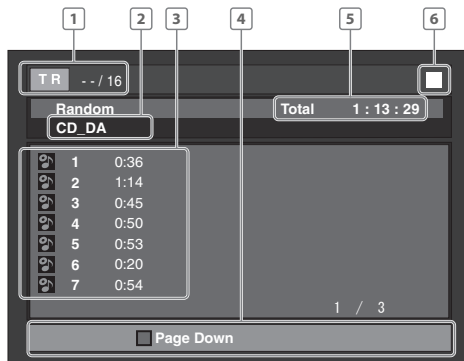 1 2 3 4 5 6
TR - - / 16
Random Total 1 : 13 : 29
CD_DA
1 0:36
2 1:14
3 0:45
4 0:50
5 0:53
6 0:20
7 0:54
1 / 3
Page Down